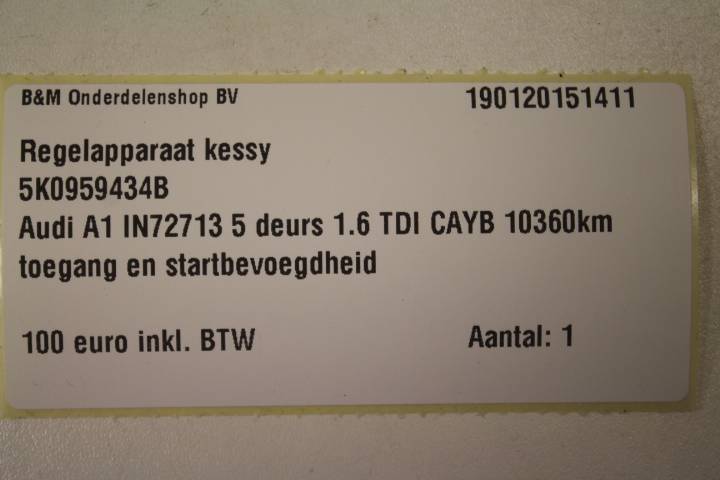 B&M Onderdelenshop BV 190120151411
Regelapparaat kessy
5K0959434B
Audi A1 IN72713 5 deurs 1.6 TDI CAYB 10360km
toegang en startbevoegdheid
100 euro inkl. BTW Aantal: 1